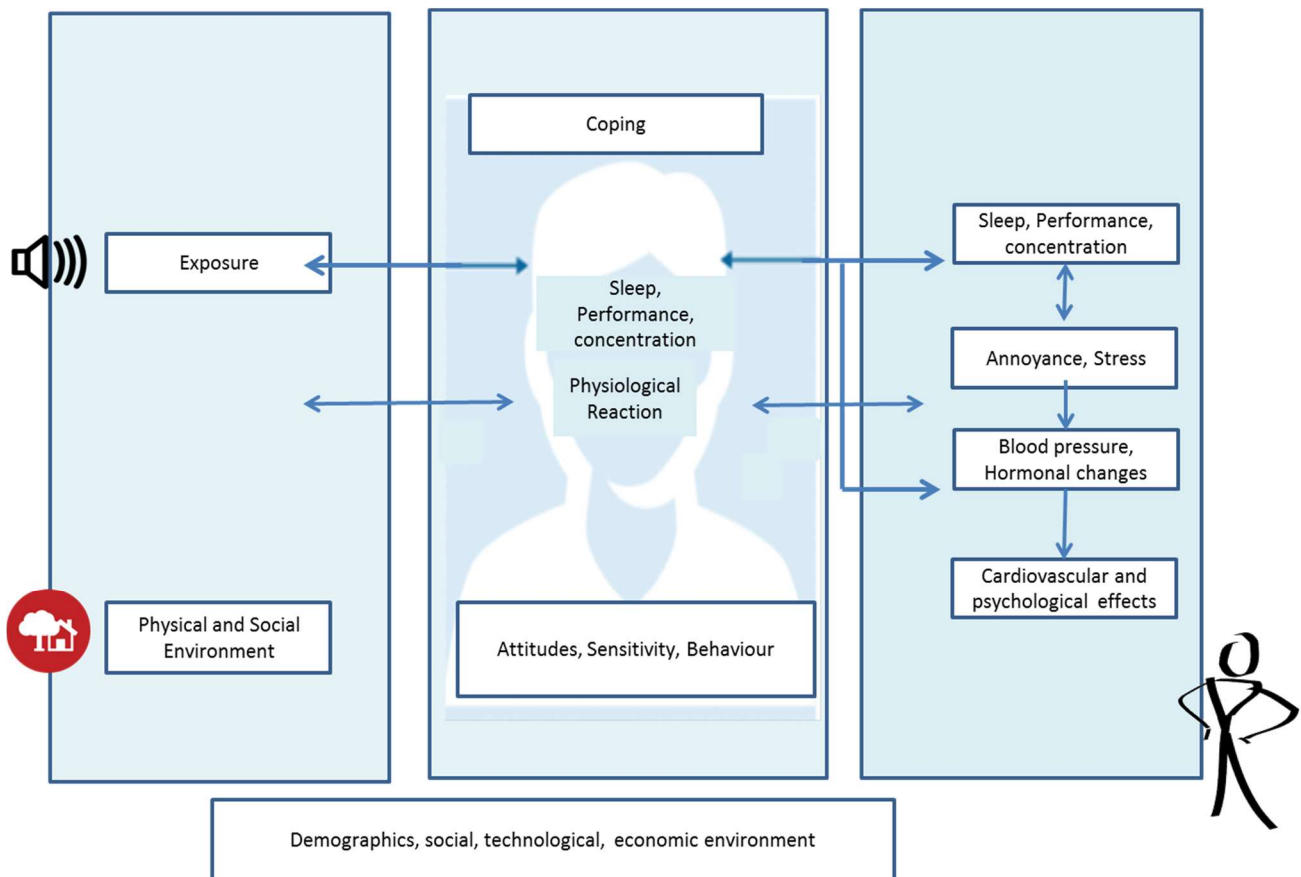 Coping
Exposure
Sleep,
Performance,
concentration
Physiological
Reaction
Physical and Social
Environment
Attitudes, Sensitivity, Behaviour
Sleep, Performance,
concentration
Annoyance, Stress
Blood pressure,
Hormonal changes
Cardiovascular and
psychological effects
Demographics, social, technological, economic environment